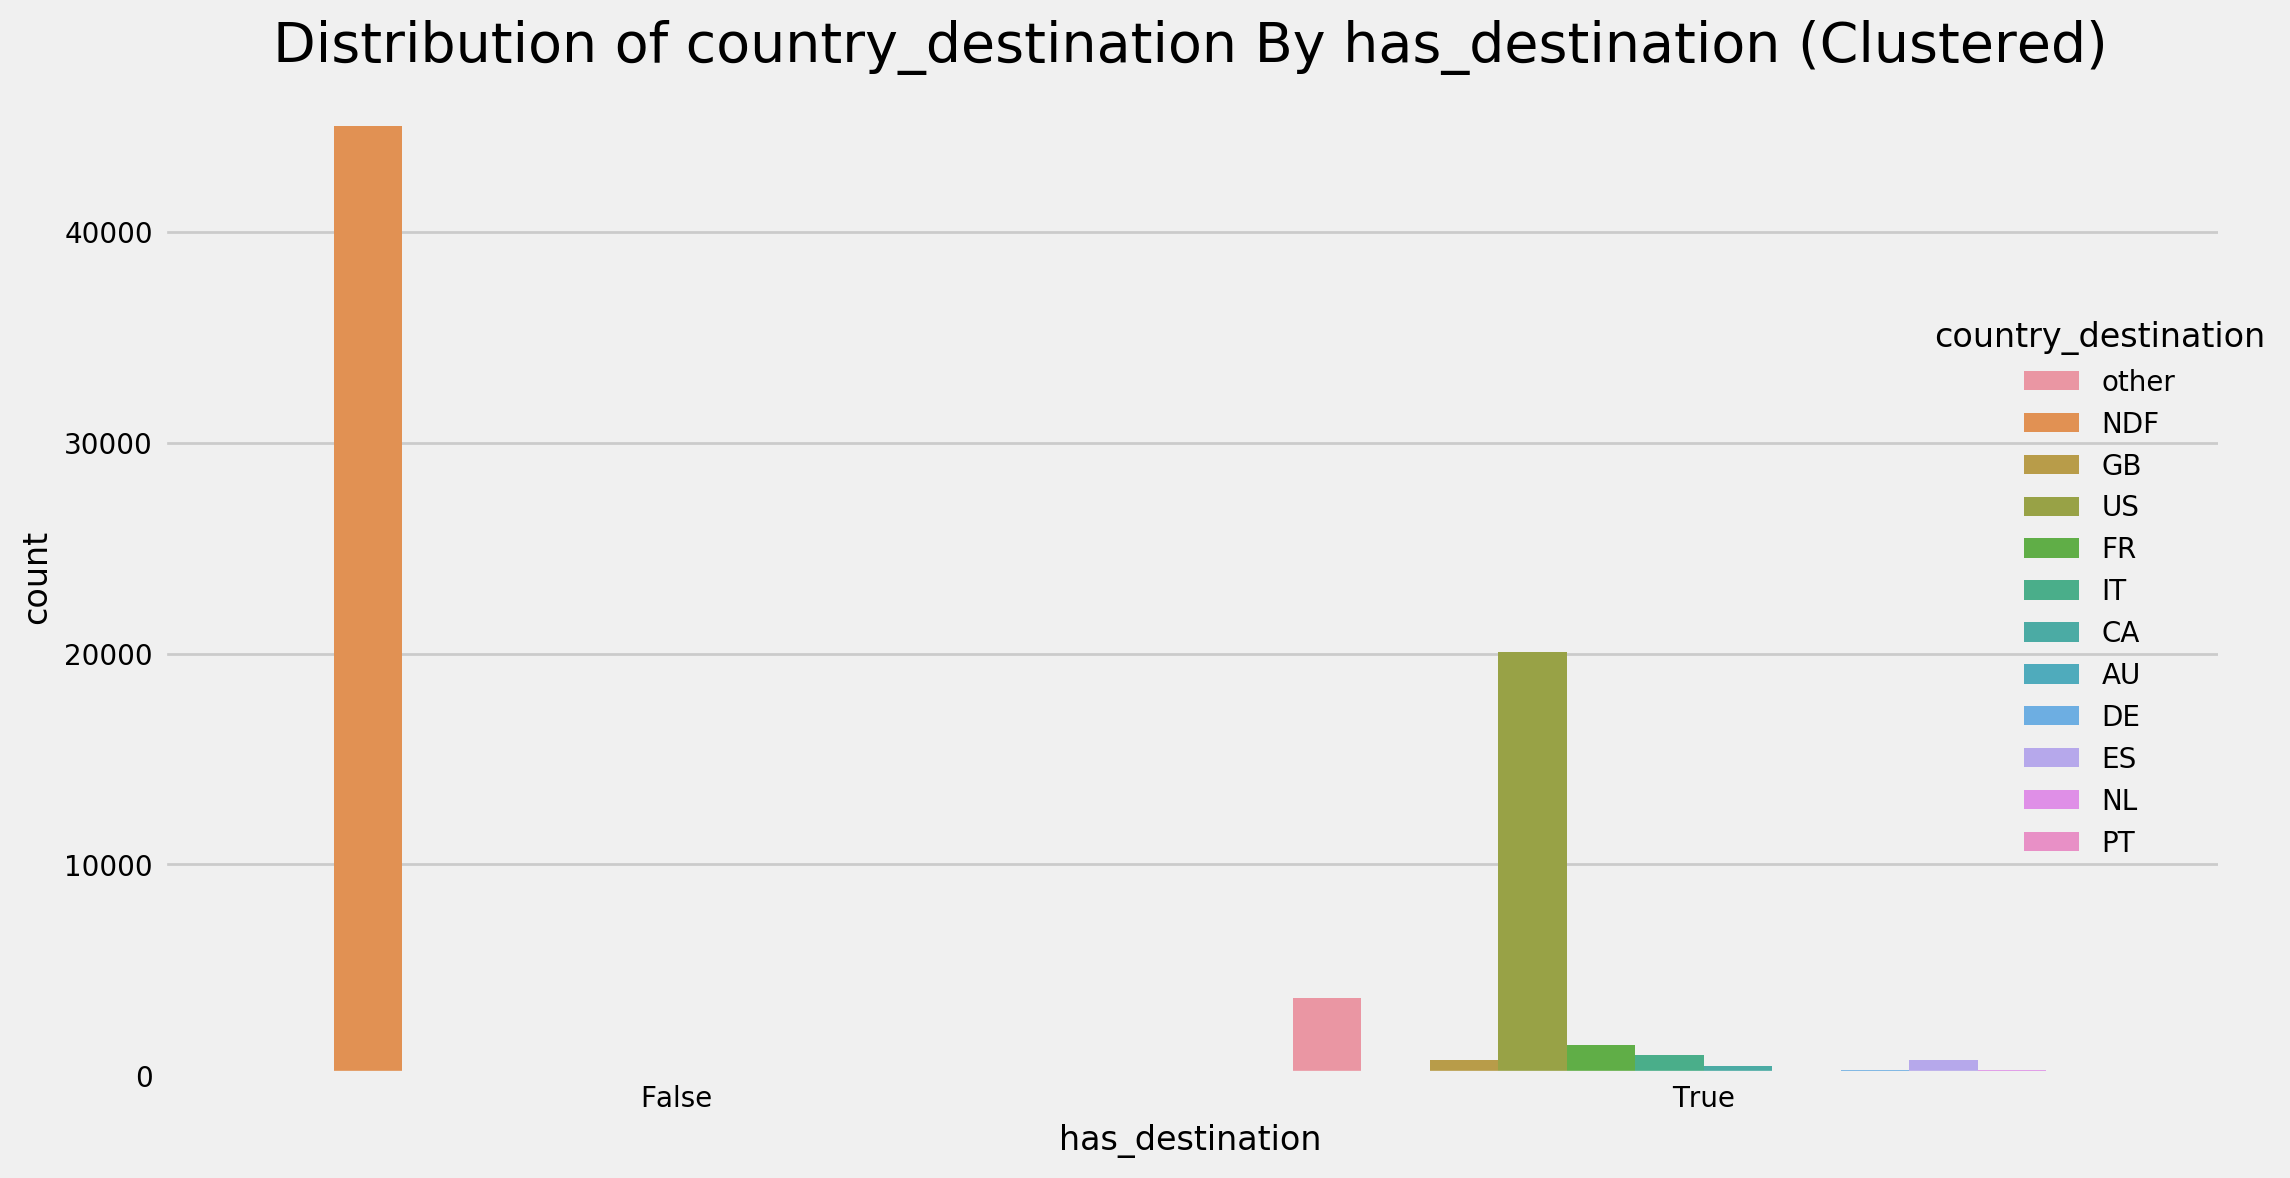 Distribution of country_destination By has_destination (Clustered)
40000
30000
20000
10000
0
count
False
True
has_destination
country_destination
other
NDF
GB
US
FR
IT
CA
AU
DE
ES
NL
PT